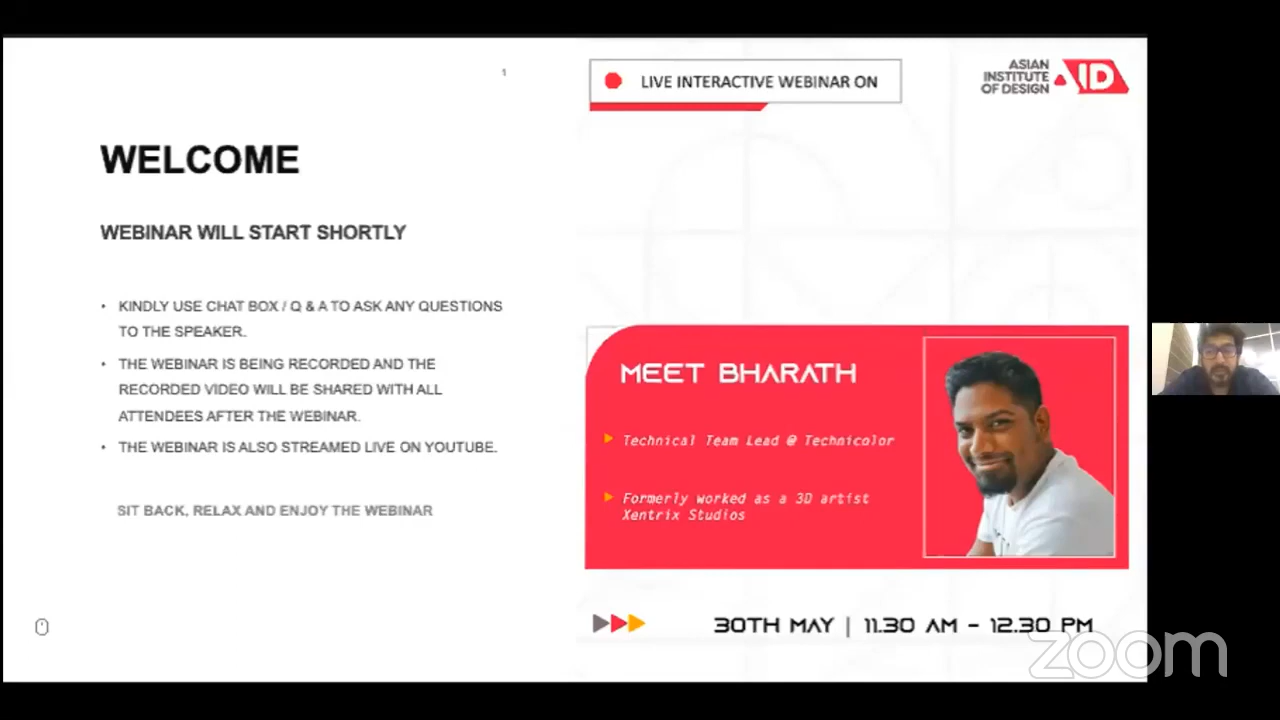 1
WELCOME
WEBINAR WILL START SHORTLY
• KINDLY USE CHAT BOX / Q & A TO ASK ANY QUESTIONS
TO THE SPEAKER.
• THE WEBINAR IS BEING RECORDED AND THE
RECORDED VIDEO WILL BE SHARED WITH ALL
ATTENDEES AFTER THE WEBINAR.
• THE WEBINAR IS ALSO STREAMED LIVE ON YOUTUBE.
SIT BACK, RELAX AND ENJOY THE WEBINAR
LIVE INTERACTIVE WEBINAR ON
ASIAN
INSTITUTE
OF DESIGN
AID
MEET BHARATH
Technical Team Lead @ Technicolor
Formerly worked as a 3D artist
Xentrix Studios
30TH MAY | 11.30 AM - 12.30 PM
zoom